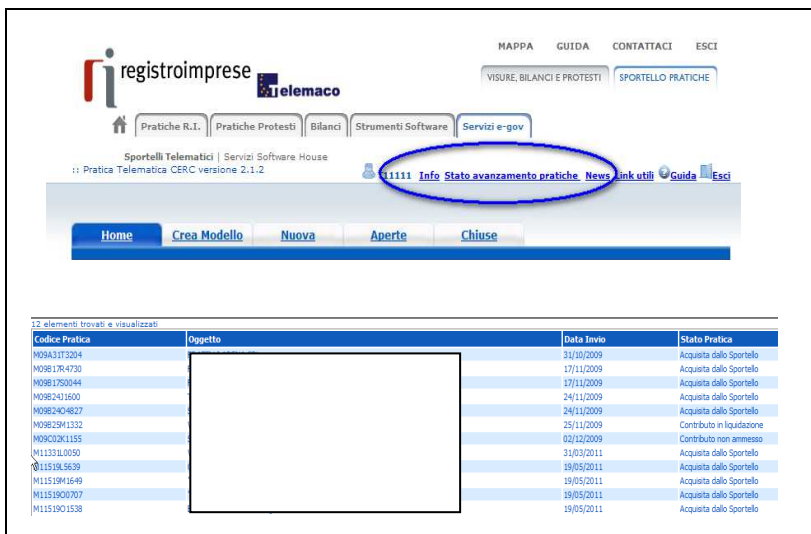 MAPPA GUIDA CONTATTACI ESCI
registroimprese
Telemaco
VISURE, BILANCI E PROTESTI SPORTELLO PRATICHE
Pratiche R.I. Pratiche Protesti Bilanci Strumenti Software Servizi e-gov
Sportelli Telematici | Servizi Software House
:: Pratica Telematica CERC versione 2.1.2
11111 Info Stato avanzamento pratiche News Link utili Guida Esci
Home Crea Modello Nuova Aperte Chiuse
12 elementi trovati e visualizzati
Codice Pratica Oggetto Data Invio Stato Pratica
M09A31T3204 31/10/2009 Acquisita dallo Sportello
M09B17R4730 17/11/2009 Acquisita dallo Sportello
M09B17S0044 17/11/2009 Acquisita dallo Sportello
M09B24J1600 24/11/2009 Acquisita dallo Sportello
M09B24O4827 24/11/2009 Acquisita dallo Sportello
M09B25M1332 25/11/2009 Contributo in liquidazione
M09C02K1155 02/12/2009 Contributo non ammesso
M11331L0050 31/03/2011 Acquisita dallo Sportello
M11519L5639 19/05/2011 Acquisita dallo Sportello
M11519M1649 19/05/2011 Acquisita dallo Sportello
M11519O0707 19/05/2011 Acquisita dallo Sportello
M11519O1538 19/05/2011 Acquisita dallo Sportello